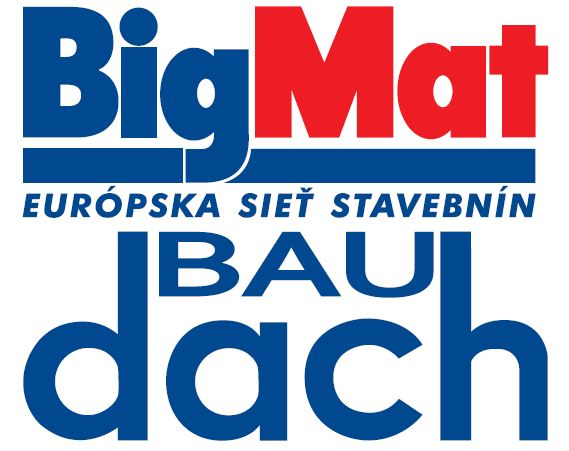 BigMat
EURÓPSKA SIEŤ STAVEBNÍN
BAU
dach